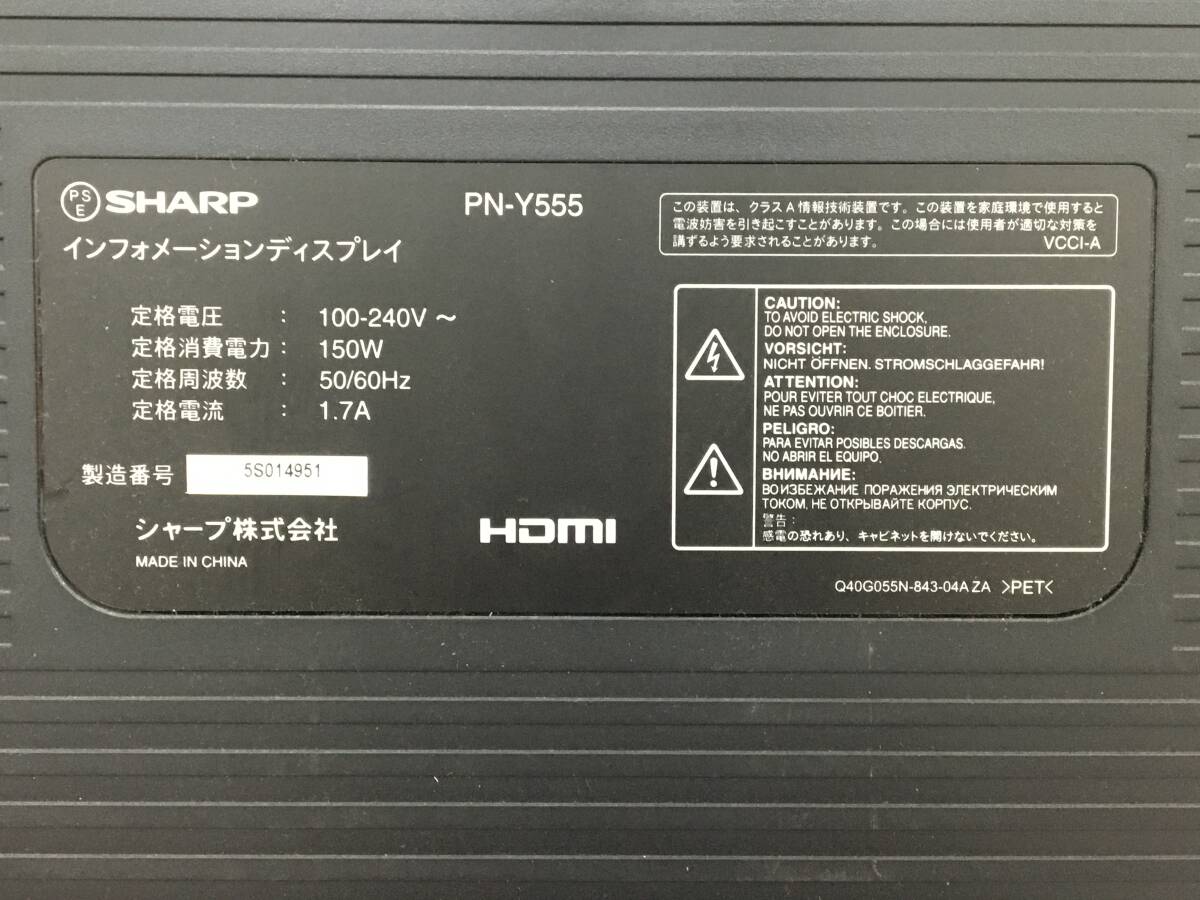 PS
E
SHARP
PN-Y555
インフォメーションディスプレイ
定格電圧 : 100-240V ～
定格消費電力 : 150W
定格周波数 : 50/60Hz
定格電流 : 1.7A
製造番号 5S014951
シャープ株式会社
MADE IN CHINA
HDMI
この装置は、クラスA情報技術装置です。この装置を家庭環境で使用すると
電波妨害を引き起こすことがあります。この場合には使用者が適切な対策を
講ずるよう要求されることがあります。 VCCI-A
CAUTION:
TO AVOID ELECTRIC SHOCK,
DO NOT OPEN THE ENCLOSURE.
VORSICHT:
NICHT ÖFFNEN. STROMSCHLAGGEFAHR!
ATTENTION:
POUR EVITER TOUT CHOC ELECTRIQUE,
NE PAS OUVRIR CE BOITIER.
PELIGRO:
PARA EVITAR POSIBLES DESCARGAS.
NO ABRIR EL EQUIPO.
ВНИМАНИЕ:
ВО ИЗБЕЖАНИЕ ПОРАЖЕНИЯ ЭЛЕКТРИЧЕСКИМ
ТОКОМ, НЕ ОТКРЫВАЙТЕ КОРПУС.
警告:
感電の恐れあり、キャビネットを開けないでください。
Q40G055N-843-04A ZA >PET<